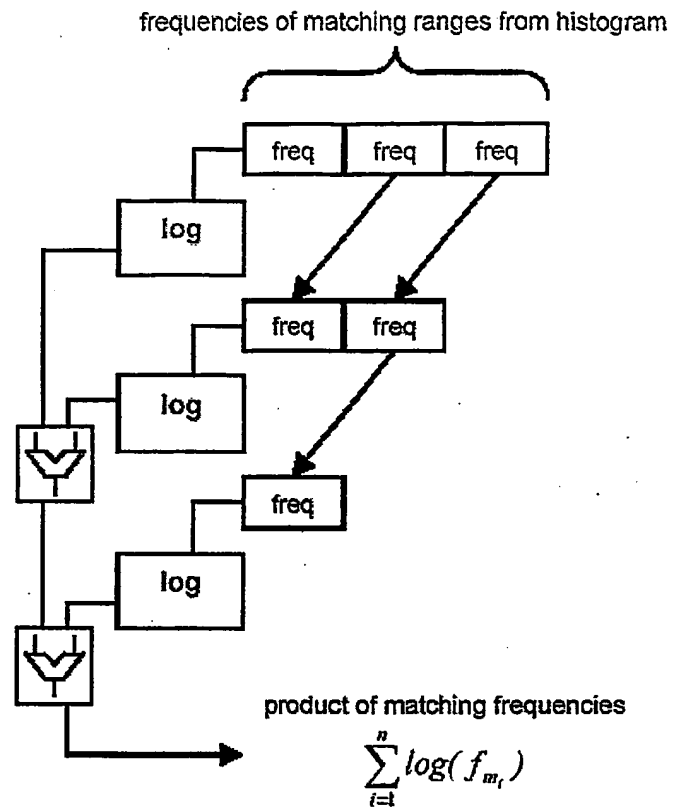 frequencies of matching ranges from histogram
freq freq freq
log
freq freq
log
freq
log
product of matching frequencies
n
∑ log( f_{m_i} )
i=1